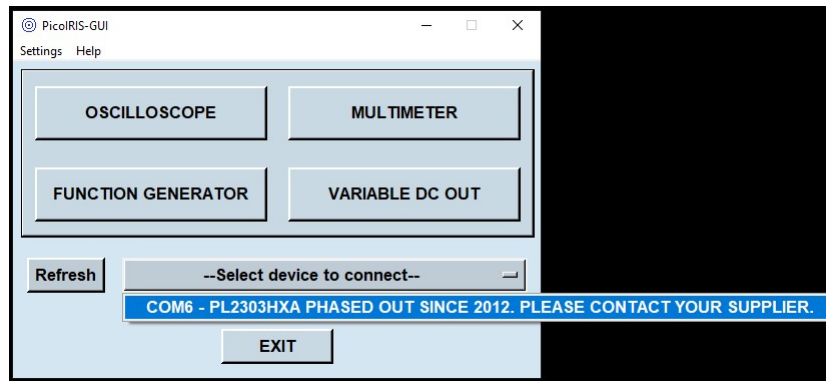 PicoIRIS-GUI
Settings Help
OSCILLOSCOPE MULTIMETER
FUNCTION GENERATOR VARIABLE DC OUT
Refresh --Select device to connect--
COM6 - PL2303HXA PHASED OUT SINCE 2012. PLEASE CONTACT YOUR SUPPLIER.
EXIT